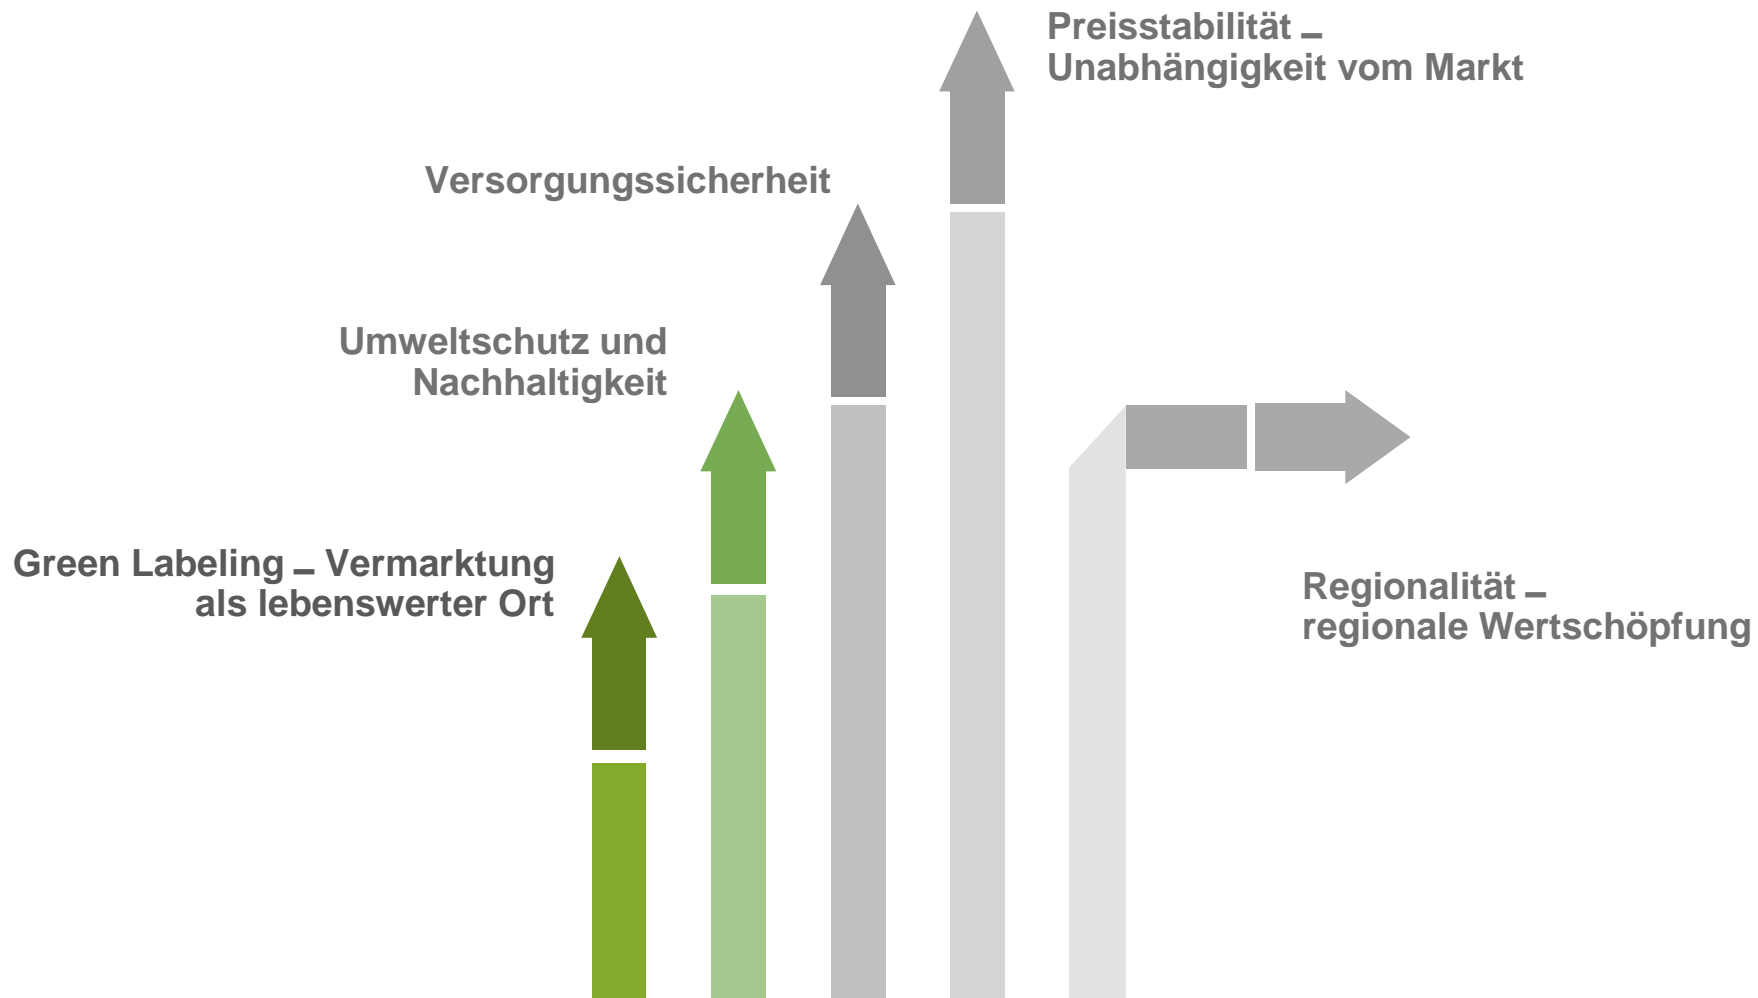 Preisstabilität –
Unabhängigkeit vom Markt
Versorgungssicherheit
Umweltschutz und
Nachhaltigkeit
Green Labeling – Vermarktung
als lebenswerter Ort
Regionalität –
regionale Wertschöpfung